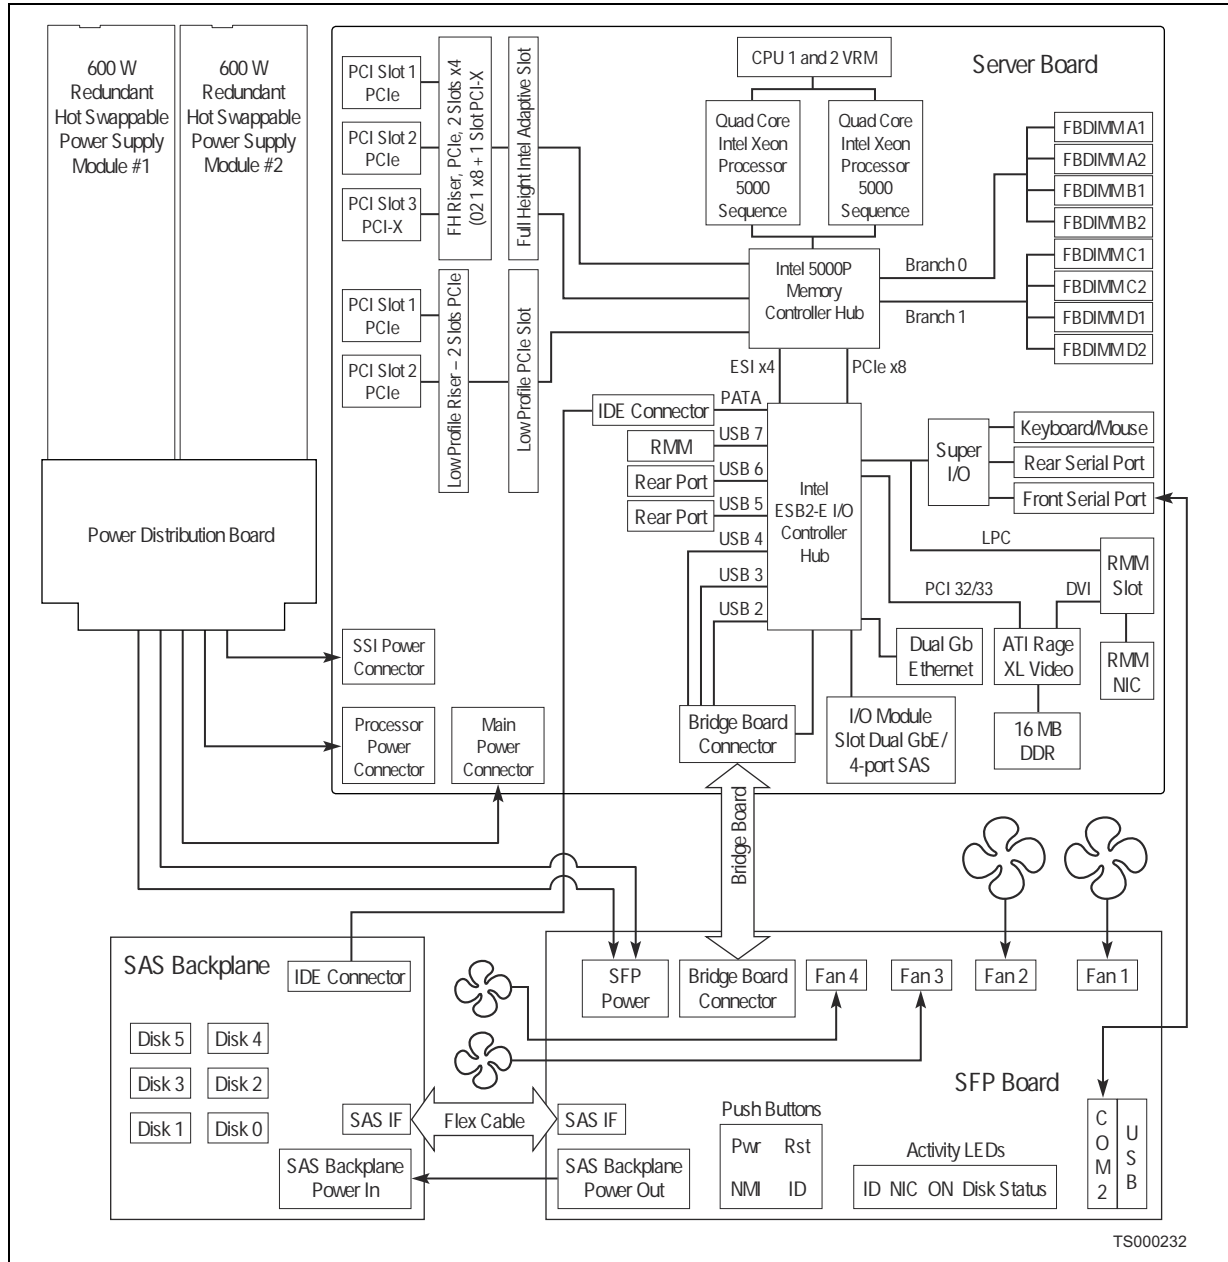 600 W
Redundant
Hot Swappable
Power Supply
Module #1
600 W
Redundant
Hot Swappable
Power Supply
Module #2
Power Distribution Board
Server Board
PCI Slot 1
PCIe
PCI Slot 2
PCIe
PCI Slot 3
PCI-X
FH Riser, PCIe, 2 Slots x4
(02 1 x8 + 1 Slot PCI-X
Full Height Intel Adaptive Slot
PCI Slot 1
PCIe
PCI Slot 2
PCIe
Low Profile Riser – 2 Slots PCIe
Low Profile PCIe Slot
CPU 1 and 2 VRM
Quad Core
Intel Xeon
Processor
5000
Sequence
Quad Core
Intel Xeon
Processor
5000
Sequence
Intel 5000P
Memory
Controller Hub
Branch 0
Branch 1
FBDIMM A1
FBDIMM A2
FBDIMM B1
FBDIMM B2
FBDIMM C1
FBDIMM C2
FBDIMM D1
FBDIMM D2
ESI x4
PCIe x8
IDE Connector
PATA
RMM
USB 7
Rear Port
USB 6
Rear Port
USB 5
USB 4
USB 3
USB 2
Intel
ESB2-E I/O
Controller
Hub
Super
I/O
Keyboard/Mouse
Rear Serial Port
Front Serial Port
LPC
RMM
Slot
PCI 32/33
DVI
Dual Gb
Ethernet
ATI Rage
XL Video
RMM
NIC
16 MB
DDR
SSI Power
Connector
Processor
Power
Connector
Main
Power
Connector
Bridge Board
Connector
I/O Module
Slot Dual GbE/
4-port SAS
Bridge Board
SAS Backplane
IDE Connector
Disk 5
Disk 4
Disk 3
Disk 2
Disk 1
Disk 0
SAS IF
Flex Cable
SAS IF
SAS Backplane
Power In
SAS Backplane
Power Out
SFP
Power
Bridge Board
Connector
Fan 4
Fan 3
Fan 2
Fan 1
SFP Board
Push Buttons
Pwr Rst
NMI ID
Activity LEDs
ID NIC ON Disk Status
COM2
USB
TS000232